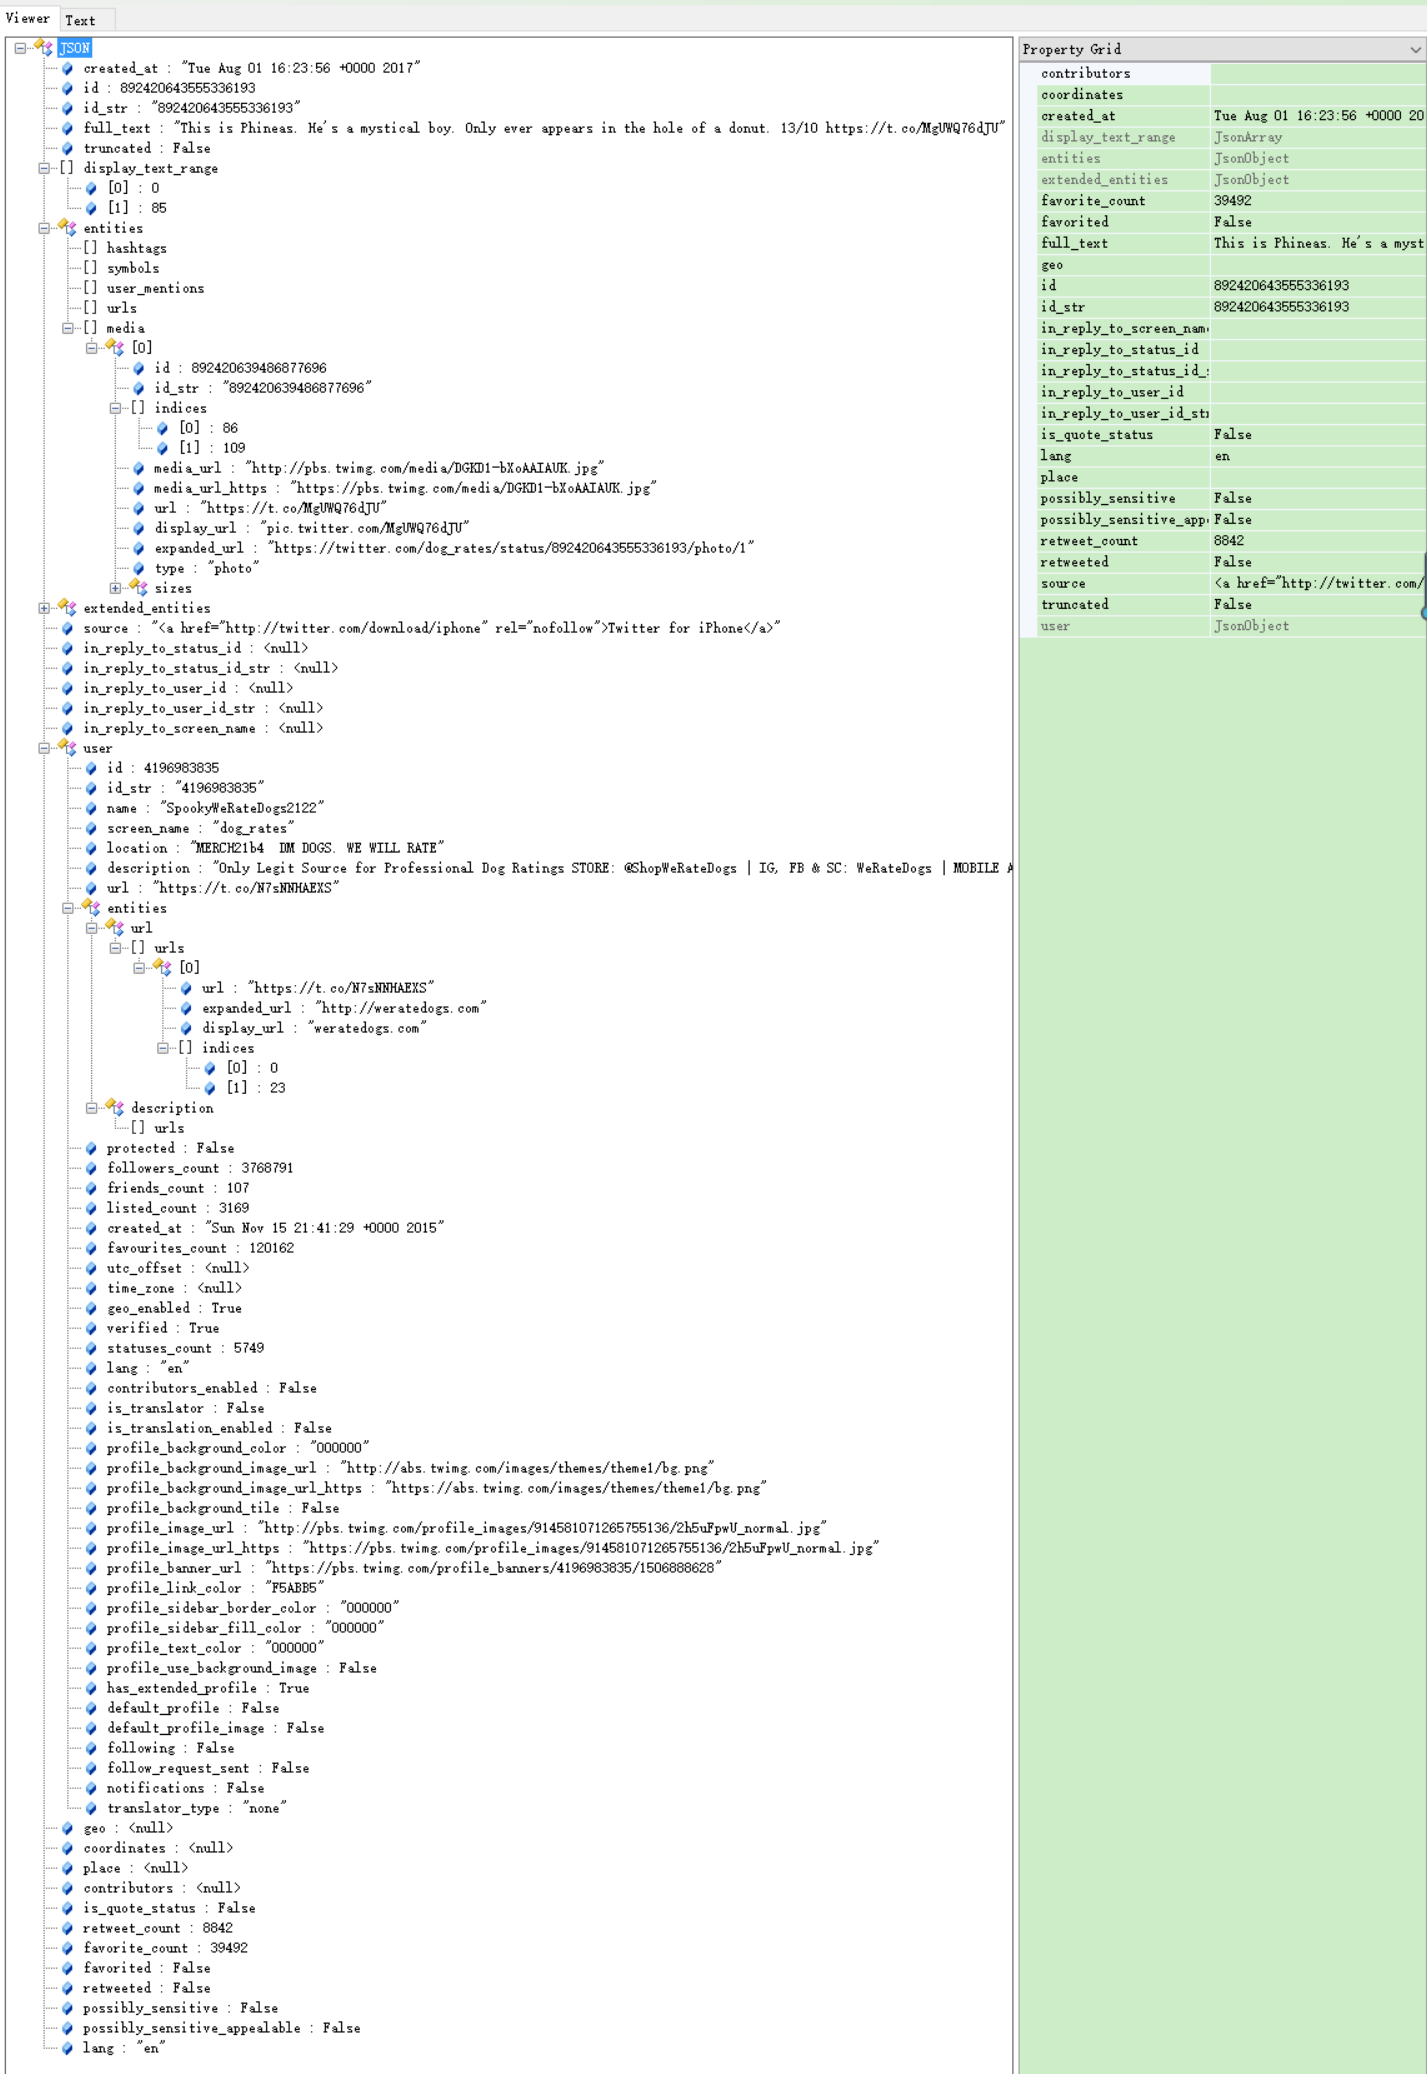 Viewer Text
JSON
created_at : "Tue Aug 01 16:23:56 +0000 2017"
id : 892420643555336193
id_str : "892420643555336193"
full_text : "This is Phineas. He's a mystical boy. Only ever appears in the hole of a donut. 13/10 https://t.co/MgUWQ76dJU"
truncated : False
[] display_text_range
[0] : 0
[1] : 85
entities
[] hashtags
[] symbols
[] user_mentions
[] urls
[] media
[0]
id : 892420639486877696
id_str : "892420639486877696"
[] indices
[0] : 86
[1] : 109
media_url : "http://pbs.twimg.com/media/DGKD1-bXoAAIAUK.jpg"
media_url_https : "https://pbs.twimg.com/media/DGKD1-bXoAAIAUK.jpg"
url : "https://t.co/MgUWQ76dJU"
display_url : "pic.twitter.com/MgUWQ76dJU"
expanded_url : "https://twitter.com/dog_rates/status/892420643555336193/photo/1"
type : "photo"
sizes
extended_entities
source : "<a href="http://twitter.com/download/iphone" rel="nofollow">Twitter for iPhone</a>"
in_reply_to_status_id : <null>
in_reply_to_status_id_str : <null>
in_reply_to_user_id : <null>
in_reply_to_user_id_str : <null>
in_reply_to_screen_name : <null>
user
id : 4196983835
id_str : "4196983835"
name : "SpookyWeRateDogs2122"
screen_name : "dog_rates"
location : "MERCH21b4  DM DOGS. WE WILL RATE"
description : "Only Legit Source for Professional Dog Ratings STORE: @ShopWeRateDogs | IG, FB & SC: WeRateDogs | MOBILE A
url : "https://t.co/N7sNNHAEXS"
entities
url
[] urls
[0]
url : "https://t.co/N7sNNHAEXS"
expanded_url : "http://weratedogs.com"
display_url : "weratedogs.com"
[] indices
[0] : 0
[1] : 23
description
[] urls
protected : False
followers_count : 3768791
friends_count : 107
listed_count : 3169
created_at : "Sun Nov 15 21:41:29 +0000 2015"
favourites_count : 120162
utc_offset : <null>
time_zone : <null>
geo_enabled : True
verified : True
statuses_count : 5749
lang : "en"
contributors_enabled : False
is_translator : False
is_translation_enabled : False
profile_background_color : "000000"
profile_background_image_url : "http://abs.twimg.com/images/themes/theme1/bg.png"
profile_background_image_url_https : "https://abs.twimg.com/images/themes/theme1/bg.png"
profile_background_tile : False
profile_image_url : "http://pbs.twimg.com/profile_images/914581071265755136/2h5uFpwU_normal.jpg"
profile_image_url_https : "https://pbs.twimg.com/profile_images/914581071265755136/2h5uFpwU_normal.jpg"
profile_banner_url : "https://pbs.twimg.com/profile_banners/4196983835/1506888628"
profile_link_color : "F5ABB5"
profile_sidebar_border_color : "000000"
profile_sidebar_fill_color : "000000"
profile_text_color : "000000"
profile_use_background_image : False
has_extended_profile : True
default_profile : False
default_profile_image : False
following : False
follow_request_sent : False
notifications : False
translator_type : "none"
geo : <null>
coordinates : <null>
place : <null>
contributors : <null>
is_quote_status : False
retweet_count : 8842
favorite_count : 39492
favorited : False
retweeted : False
possibly_sensitive : False
possibly_sensitive_appealable : False
lang : "en"
Property Grid
contributors
coordinates
created_at Tue Aug 01 16:23:56 +0000 20
display_text_range JsonArray
entities JsonObject
extended_entities JsonObject
favorite_count 39492
favorited False
full_text This is Phineas. He's a myst
geo
id 892420643555336193
id_str 892420643555336193
in_reply_to_screen_nam
in_reply_to_status_id
in_reply_to_status_id_
in_reply_to_user_id
in_reply_to_user_id_st
is_quote_status False
lang en
place
possibly_sensitive False
possibly_sensitive_app False
retweet_count 8842
retweeted False
source <a href="http://twitter.com/
truncated False
user JsonObject